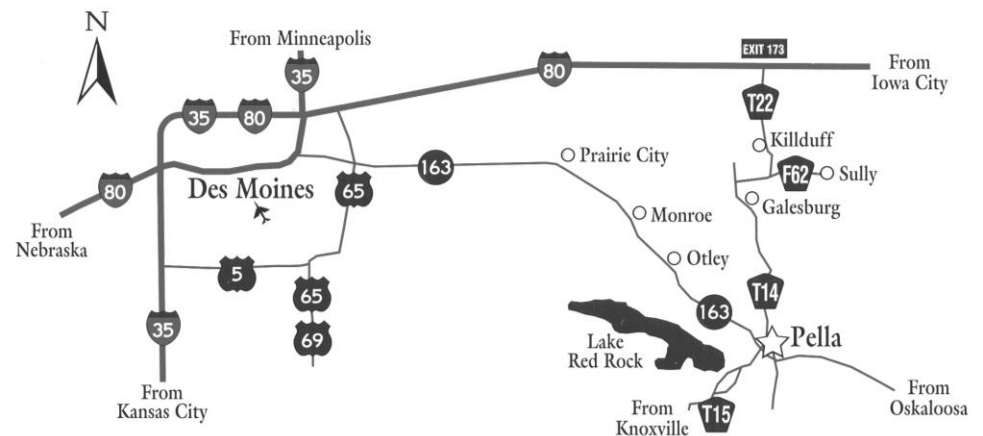 N
From Minneapolis
35
EXIT 173
80
From
Iowa City
T22
35
80
Killduff
163
Prairie City
F62
Sully
80
Des Moines
65
Galesburg
Monroe
From
Nebraska
Otley
5
65
T14
163
35
69
Lake
Red Rock
Pella
From
Kansas City
From
Knoxville
T15
From
Oskaloosa